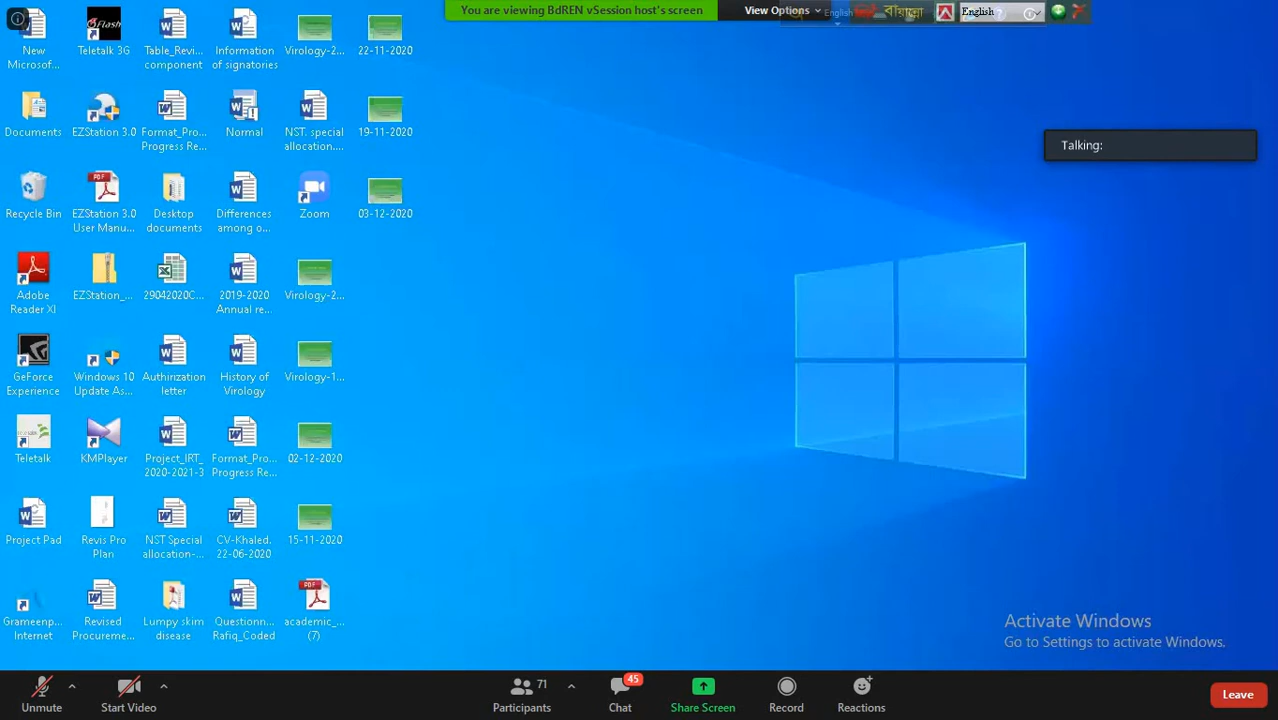 You are viewing BdREN vSession host's screen
View Options
English
বায়ান্নো
English
Talking:
New Microsof...
Teletalk 3G
Table_Revi... component
Information of signatories
Virology-2...
22-11-2020
Documents
EZStation 3.0
Format_Pro... Progress Re...
Normal
NST. special allocation....
19-11-2020
Recycle Bin
EZStation 3.0 User Manu...
Desktop documents
Differences among o...
Zoom
03-12-2020
Adobe Reader XI
EZStation_...
29042020C...
2019-2020 Annual re...
Virology-2...
GeForce Experience
Windows 10 Update As...
Authirization letter
History of Virology
Virology-1...
Teletalk
KMPlayer
Project_IRT_ 2020-2021-3
Format_Pro... Progress Re...
02-12-2020
Project Pad
Revis Pro Plan
NST Special allocation-...
CV-Khaled. 22-06-2020
15-11-2020
Grameenp... Internet
Revised Procureme...
Lumpy skim disease
Questionn... Rafiq_Coded
academic_... (7)
Activate Windows
Go to Settings to activate Windows.
Unmute
Start Video
Participants
71
Chat
45
Share Screen
Record
Reactions
Leave